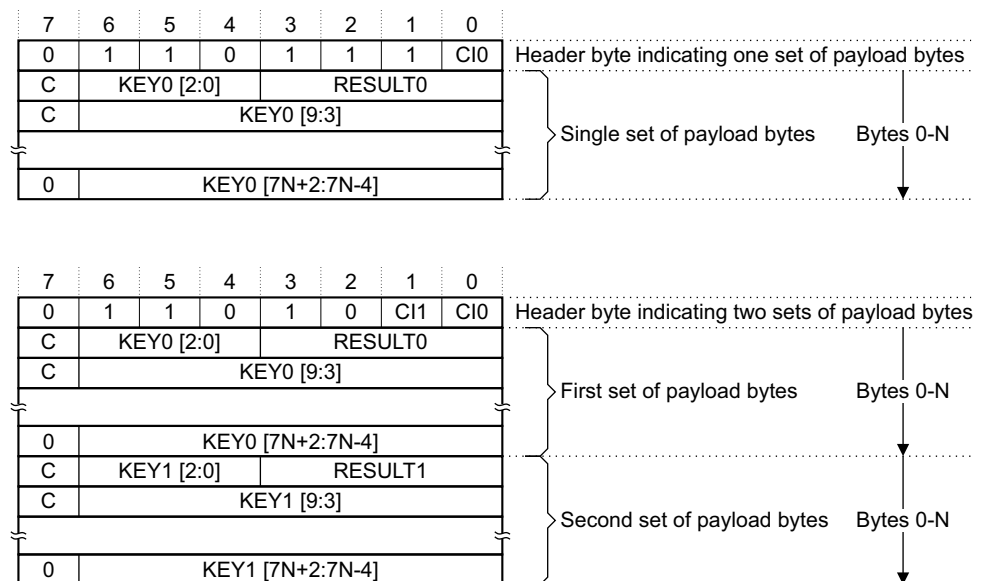 7 6 5 4 3 2 1 0
0 1 1 0 1 1 1 CI0 Header byte indicating one set of payload bytes
C KEY0 [2:0] RESULT0
C KEY0 [9:3]
Single set of payload bytes Bytes 0-N
0 KEY0 [7N+2:7N-4]
7 6 5 4 3 2 1 0
0 1 1 0 1 0 CI1 CI0 Header byte indicating two sets of payload bytes
C KEY0 [2:0] RESULT0
C KEY0 [9:3]
First set of payload bytes Bytes 0-N
0 KEY0 [7N+2:7N-4]
C KEY1 [2:0] RESULT1
C KEY1 [9:3]
Second set of payload bytes Bytes 0-N
0 KEY1 [7N+2:7N-4]